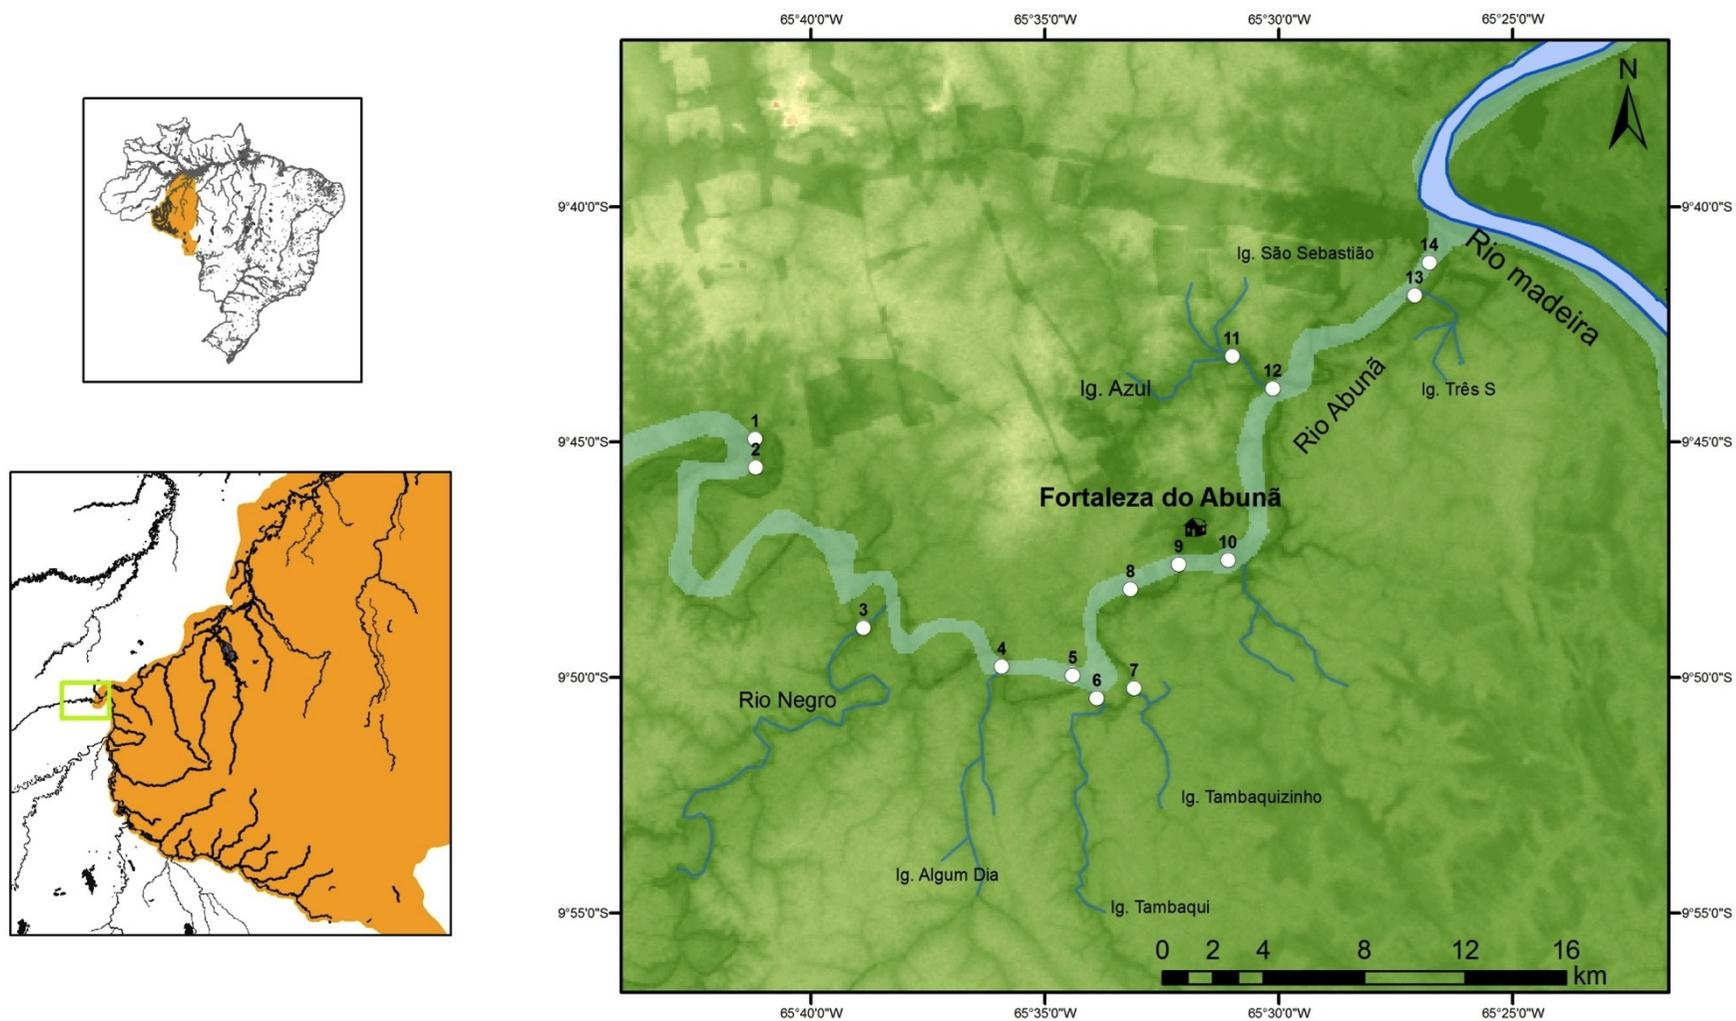 65°40'0"W
65°35'0"W
65°30'0"W
65°25'0"W
N
9°40'0"S
9°40'0"S
Ig. São Sebastião
14
Rio madeira
13
11
12
Ig. Azul
Rio Abunã
Ig. Três S
1
9°45'0"S
9°45'0"S
2
Fortaleza do Abunã
9
10
8
3
4
5
7
6
9°50'0"S
9°50'0"S
Rio Negro
Ig. Tambaquizinho
Ig. Algum Dia
Ig. Tambaqui
9°55'0"S
9°55'0"S
0 2 4 8 12 16
km
65°40'0"W
65°35'0"W
65°30'0"W
65°25'0"W